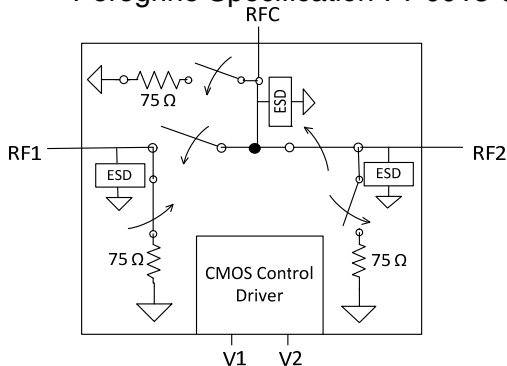 RFC
75 Ω
ESD
RF1
RF2
ESD
ESD
75 Ω
75 Ω
CMOS Control
Driver
V1
V2